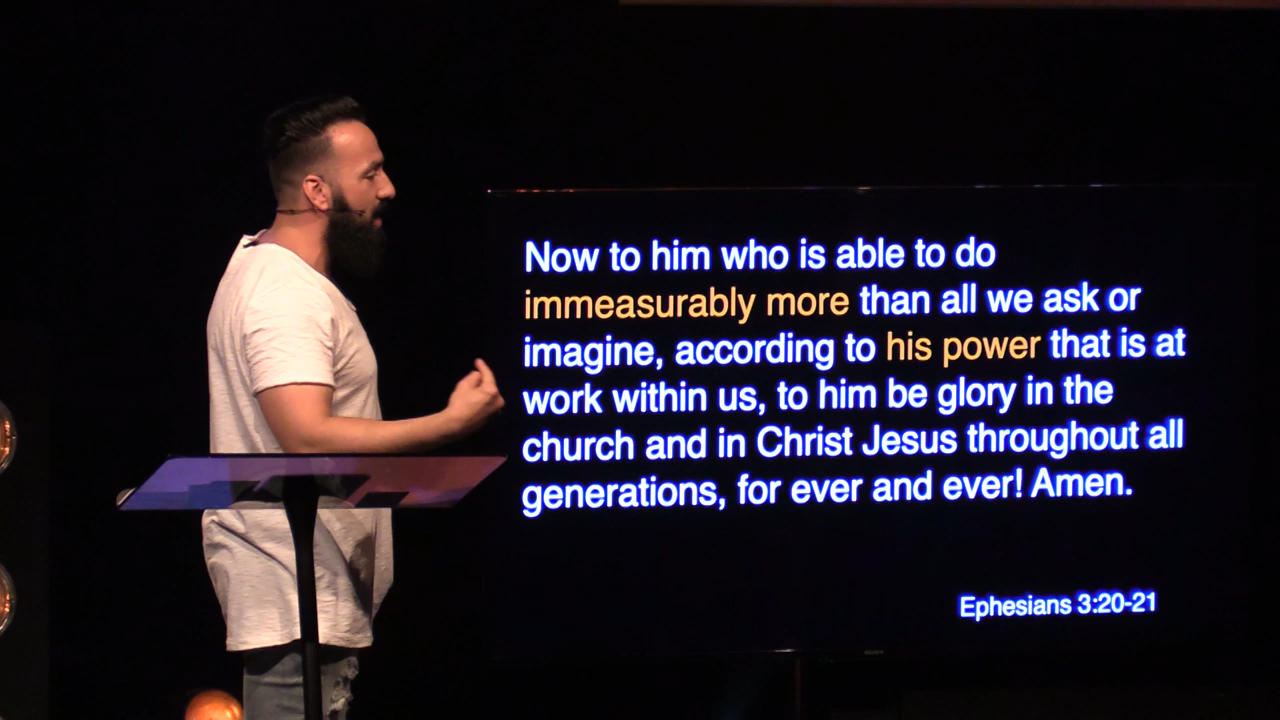 Now to him who is able to do
immeasurably more than all we ask or
imagine, according to his power that is at
work within us, to him be glory in the
church and in Christ Jesus throughout all
generations, for ever and ever! Amen.
Ephesians 3:20-21